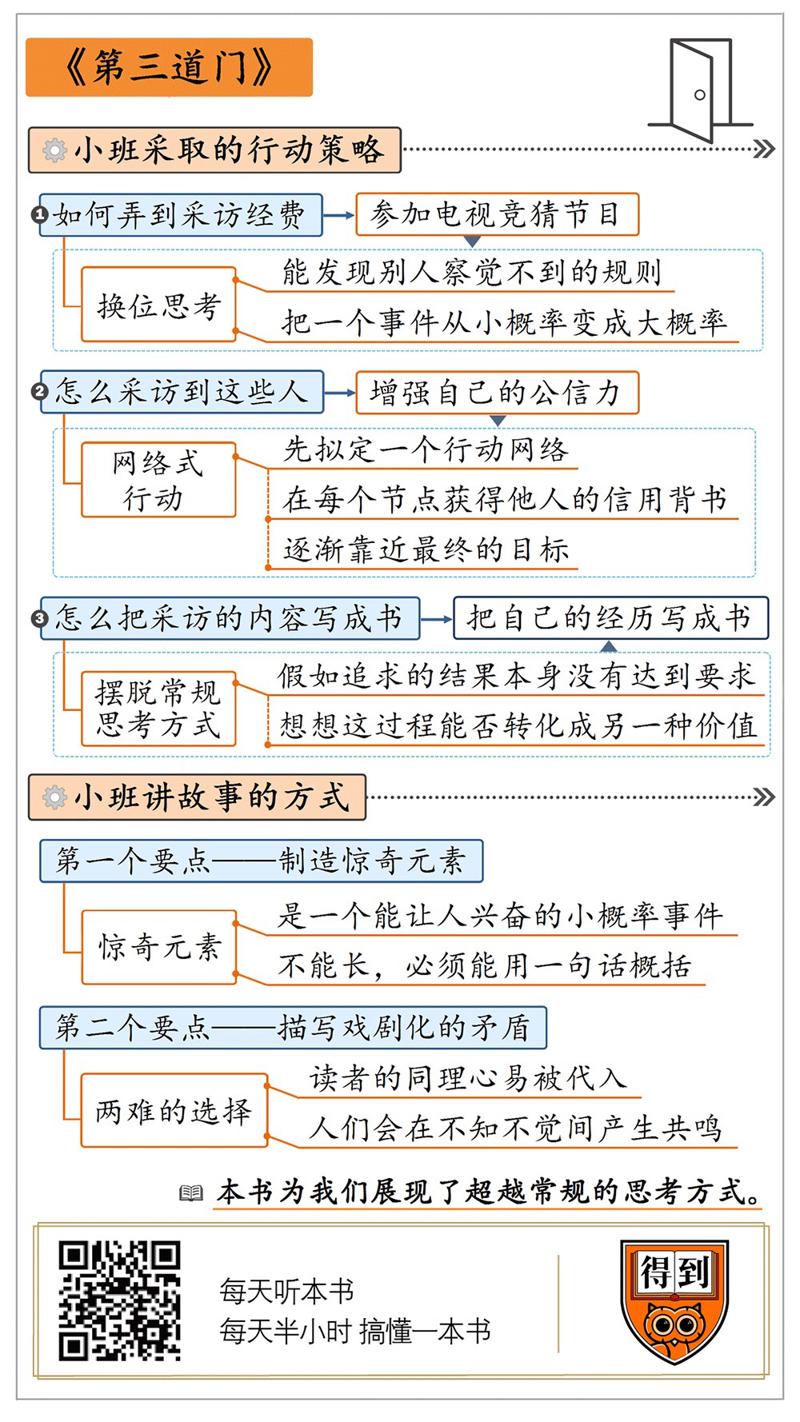 《第三道门》
小班采取的行动策略
1 如何弄到采访经费
参加电视竞猜节目
换位思考
能发现别人察觉不到的规则
把一个事件从小概率变成大概率
2 怎么采访到这些人
增强自己的公信力
网络式
行动
先拟定一个行动网络
在每个节点获得他人的信用背书
逐渐靠近最终的目标
3 怎么把采访的内容写成书
把自己的经历写成书
摆脱常规
思考方式
假如追求的结果本身没有达到要求
想想这过程能否转化成另一种价值
小班讲故事的方式
第一个要点——制造惊奇元素
惊奇元素
是一个能让人兴奋的小概率事件
不能长，必须能用一句话概括
第二个要点——描写戏剧化的矛盾
两难的选择
读者的同理心易被代入
人们会在不知不觉间产生共鸣
本书为我们展现了超越常规的思考方式。
每天听本书
每天半小时 搞懂一本书
得到